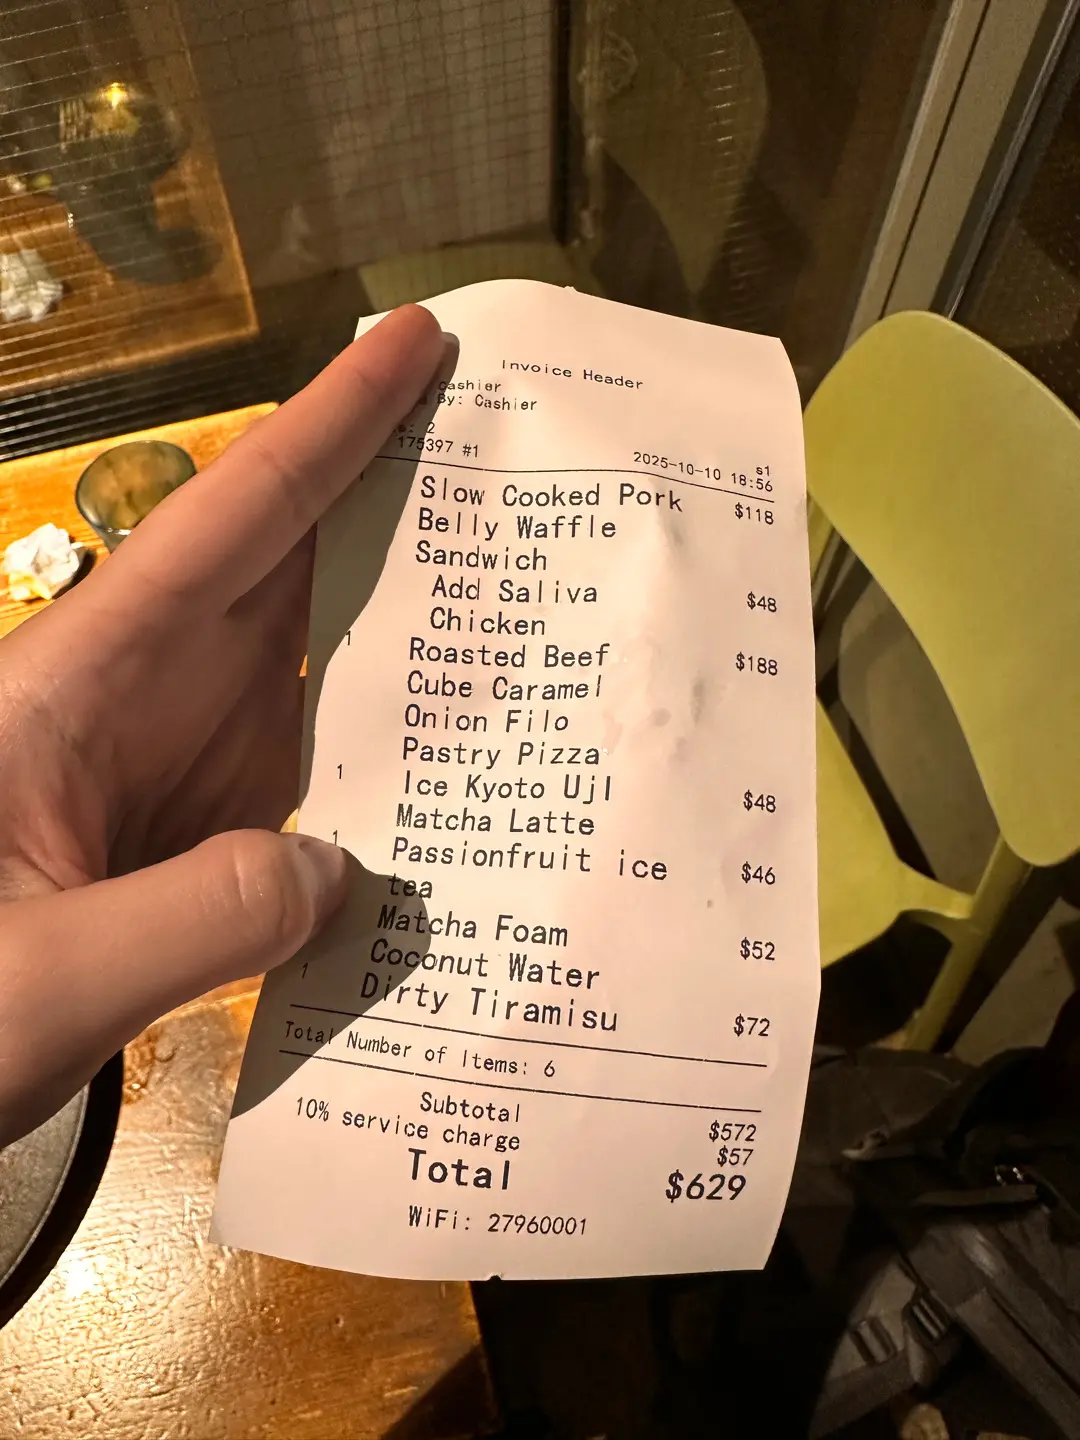 Invoice Header
Cashier
By: Cashier
: 2
175397 #1
s1
2025-10-10 18:56
Slow Cooked Pork $118
Belly Waffle
Sandwich
Add Saliva $48
Chicken
1 Roasted Beef $188
Cube Caramel
Onion Filo
Pastry Pizza
1 Ice Kyoto UjI $48
Matcha Latte
1 Passionfruit ice $46
tea
Matcha Foam $52
Coconut Water
1 Dirty Tiramisu $72
Total Number of Items: 6
Subtotal $572
10% service charge $57
Total $629
WiFi: 27960001